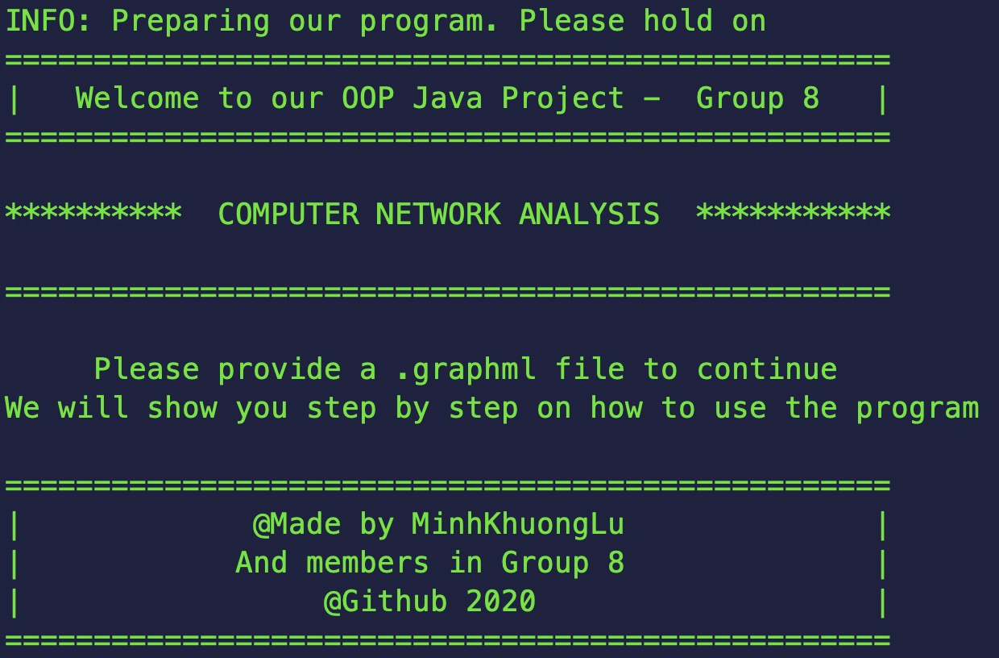 INFO: Preparing our program. Please hold on
==================================================
|   Welcome to our OOP Java Project -  Group 8   |
==================================================
**********  COMPUTER NETWORK ANALYSIS  ***********
==================================================
     Please provide a .graphml file to continue
We will show you step by step on how to use the program
==================================================
|             @Made by MinhKhuongLu              |
|            And members in Group 8              |
|                 @Github 2020                   |
==================================================